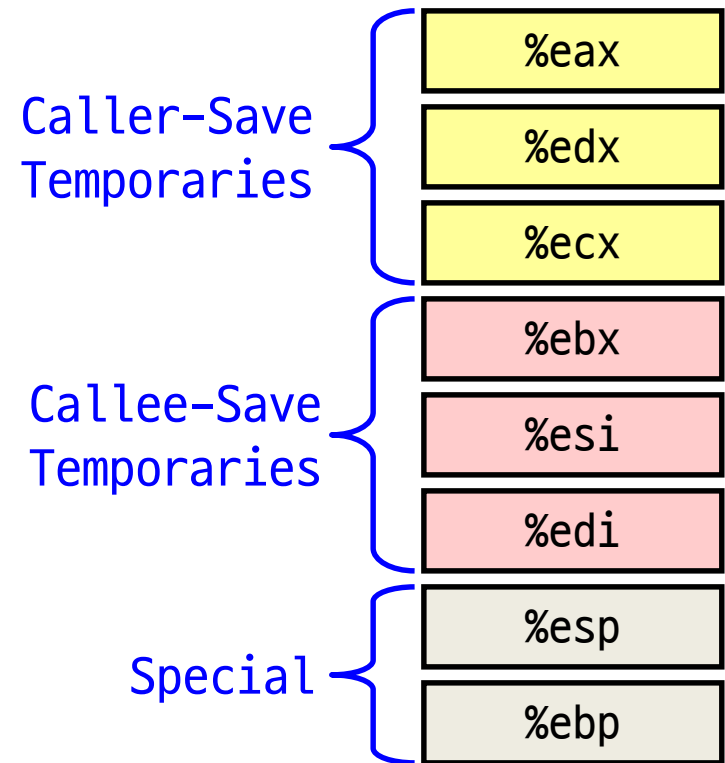 Caller-Save
Temporaries
%eax
%edx
%ecx
Callee-Save
Temporaries
%ebx
%esi
%edi
Special
%esp
%ebp